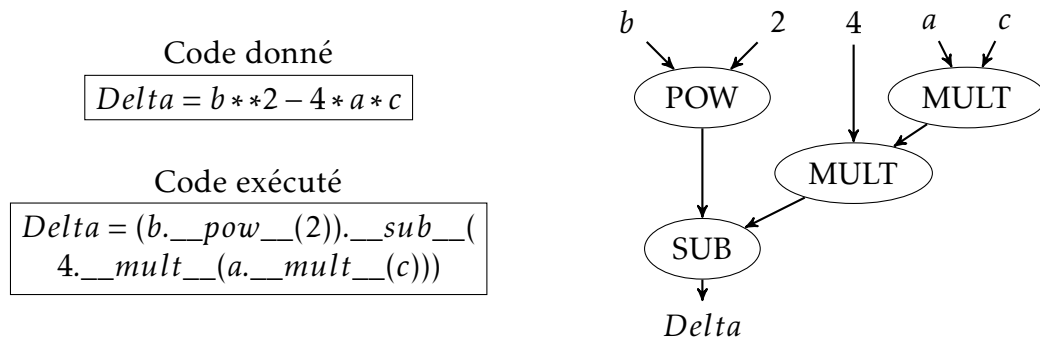 Code donné
Delta = b ∗ ∗2 − 4 ∗ a ∗ c
Code exécuté
Delta = (b.__pow__(2)).__sub__(
4.__mult__(a.__mult__(c)))
b 2 4 a c
POW MULT
MULT
SUB
Delta